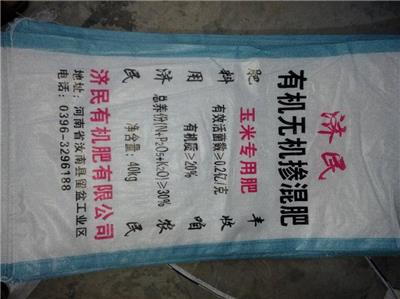 济民
有机无机掺混肥
玉米专用肥
肥料用济民
丰收咱农民
有效活菌数≥0.2亿/克
有机质≥20%
总养份(N+P₂O₅+K₂O)≥30%
净含量:40kg
济民有机肥有限公司
地址:河南省汝南县留盆工业区
电话:0396-3296188